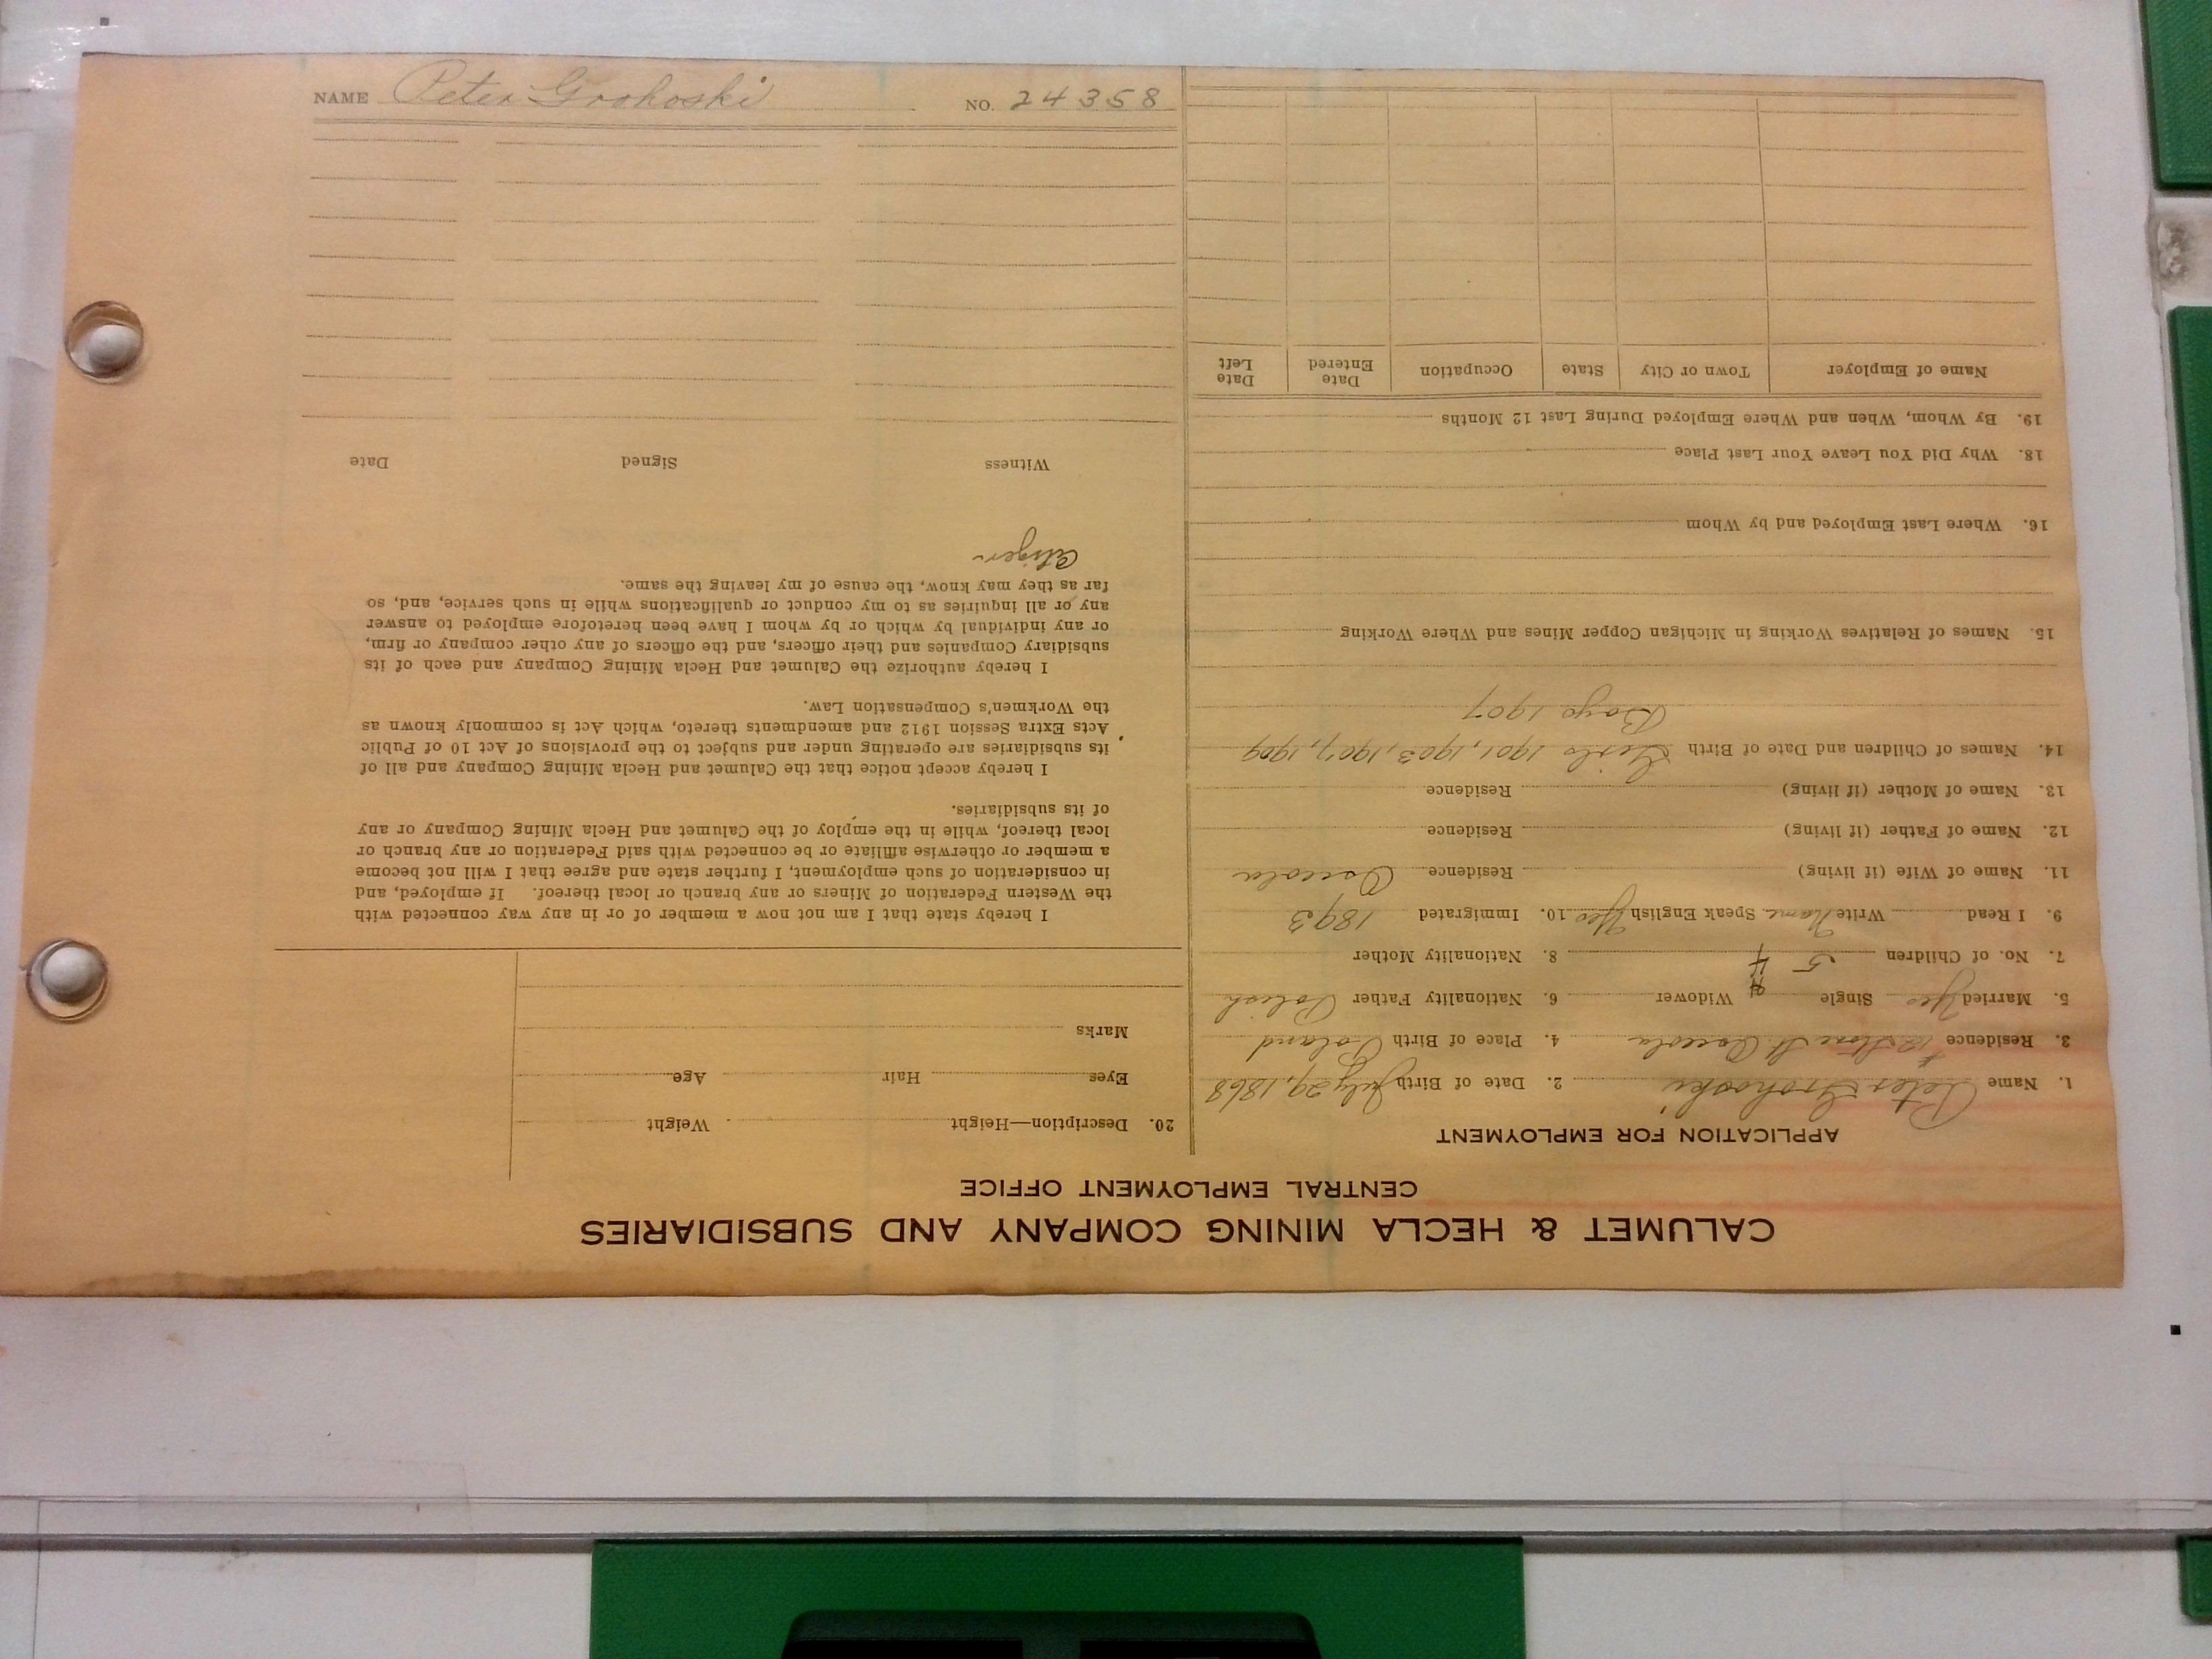 CALUMET & HECLA MINING COMPANY AND SUBSIDIARIES
CENTRAL EMPLOYMENT OFFICE
APPLICATION FOR EMPLOYMENT
1. Name Peter Grohoski 2. Date of Birth July 29, 1868
3. Residence # 12 Stone St. Osceola 4. Place of Birth Poland
5. Married Yes Single Widower 6. Nationality Father Polish
7. No. of Children 5 4 8. Nationality Mother
9. I Read Write Name Speak English Yes 10. Immigrated 1893
11. Name of Wife (if living) Residence Osceola
12. Name of Father (if living) Residence
13. Name of Mother (if living) Residence
14. Names of Children and Date of Birth Girls 1901, 1903, 1907, 1909
Boys 1907
15. Names of Relatives Working in Michigan Copper Mines and Where Working
16. Where Last Employed and by Whom
18. Why Did You Leave Your Last Place
19. By Whom, When and Where Employed During Last 12 Months
Name of Employer Town or City State Occupation Date Entered Date Left
20. Description—Height Weight
Eyes Hair Age
Marks
I hereby state that I am not now a member of or in any way connected with
the Western Federation of Miners or any branch or local thereof. If employed, and
in consideration of such employment, I further state and agree that I will not become
a member or otherwise affiliate or be connected with said Federation or any branch or
local thereof, while in the employ of the Calumet and Hecla Mining Company or any
of its subsidiaries.
I hereby accept notice that the Calumet and Hecla Mining Company and all of
its subsidiaries are operating under and subject to the provisions of Act 10 of Public
Acts Extra Session 1912 and amendments thereto, which Act is commonly known as
the Workmen's Compensation Law.
I hereby authorize the Calumet and Hecla Mining Company and each of its
subsidiary Companies and their officers, and the officers of any other company or firm,
or any individual by which or by whom I have been heretofore employed to answer
any or all inquiries as to my conduct or qualifications while in such service, and, so
far as they may know, the cause of my leaving the same.
Citizen
Witness Signed Date
NAME Peter Grohoski NO. 24358